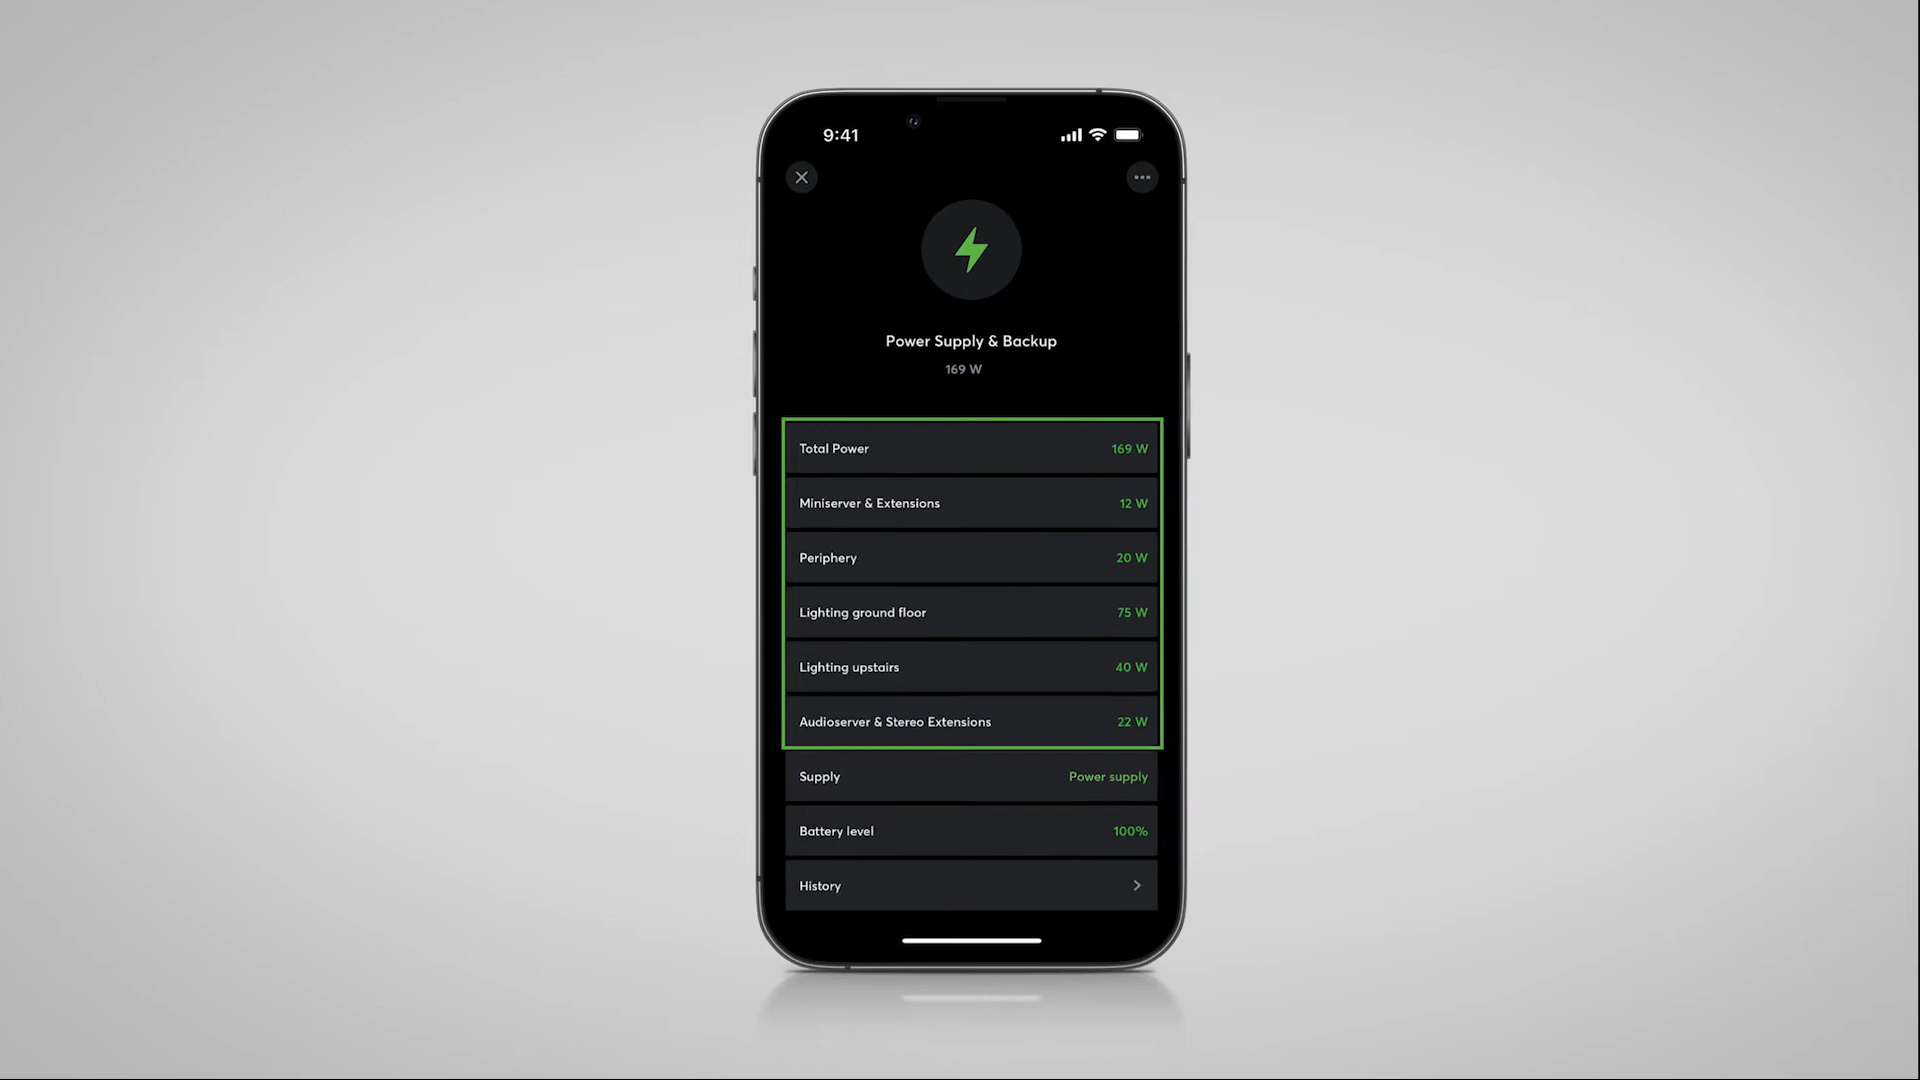 9:41
Power Supply & Backup
169 W
Total Power 169 W
Miniserver & Extensions 12 W
Periphery 20 W
Lighting ground floor 75 W
Lighting upstairs 40 W
Audioserver & Stereo Extensions 22 W
Supply Power supply
Battery level 100%
History